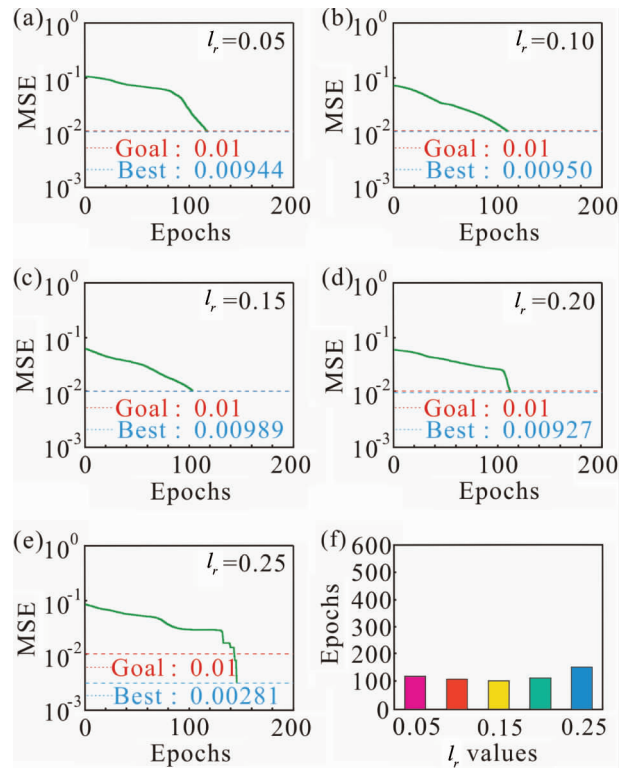 (a)
l_r=0.05
10^0
10^-1
10^-2
10^-3
MSE
Goal : 0.01
Best : 0.00944
0 100 200
Epochs
(b)
l_r=0.10
10^0
10^-1
10^-2
10^-3
MSE
Goal : 0.01
Best : 0.00950
0 100 200
Epochs
(c)
l_r=0.15
10^0
10^-1
10^-2
10^-3
MSE
Goal : 0.01
Best : 0.00989
0 100 200
Epochs
(d)
l_r=0.20
10^0
10^-1
10^-2
10^-3
MSE
Goal : 0.01
Best : 0.00927
0 100 200
Epochs
(e)
l_r=0.25
10^0
10^-1
10^-2
10^-3
MSE
Goal : 0.01
Best : 0.00281
0 100 200
Epochs
(f)
600
500
400
300
200
100
0
Epochs
0.05 0.15 0.25
l_r values